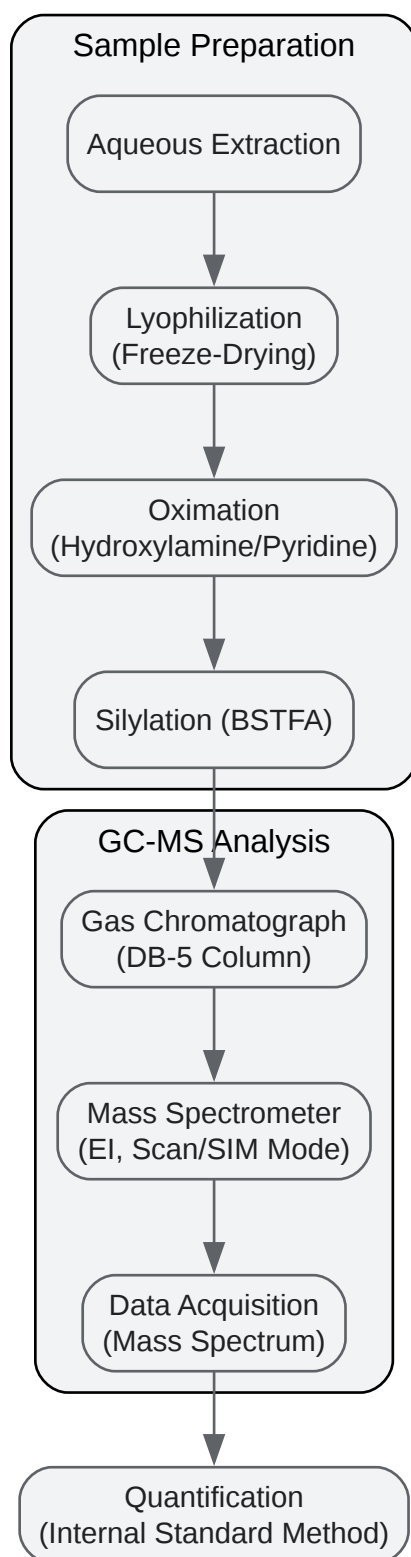 Sample Preparation
Aqueous Extraction
Lyophilization
(Freeze-Drying)
Oximation
(Hydroxylamine/Pyridine)
Silylation (BSTFA)
GC-MS Analysis
Gas Chromatograph
(DB-5 Column)
Mass Spectrometer
(EI, Scan/SIM Mode)
Data Acquisition
(Mass Spectrum)
Quantification
(Internal Standard Method)